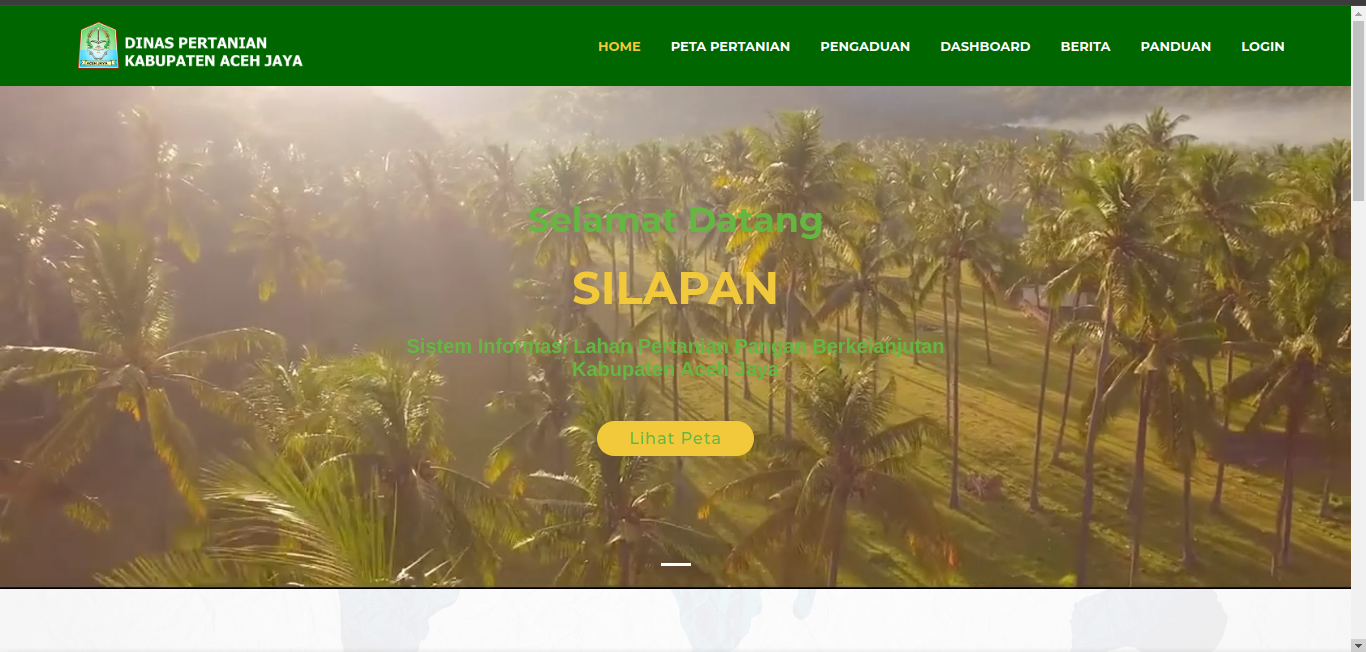 DINAS PERTANIAN
KABUPATEN ACEH JAYA
HOME PETA PERTANIAN PENGADUAN DASHBOARD BERITA PANDUAN LOGIN
Selamat Datang
SILAPAN
Sistem Informasi Lahan Pertanian Pangan Berkelanjutan
Kabupaten Aceh Jaya
Lihat Peta